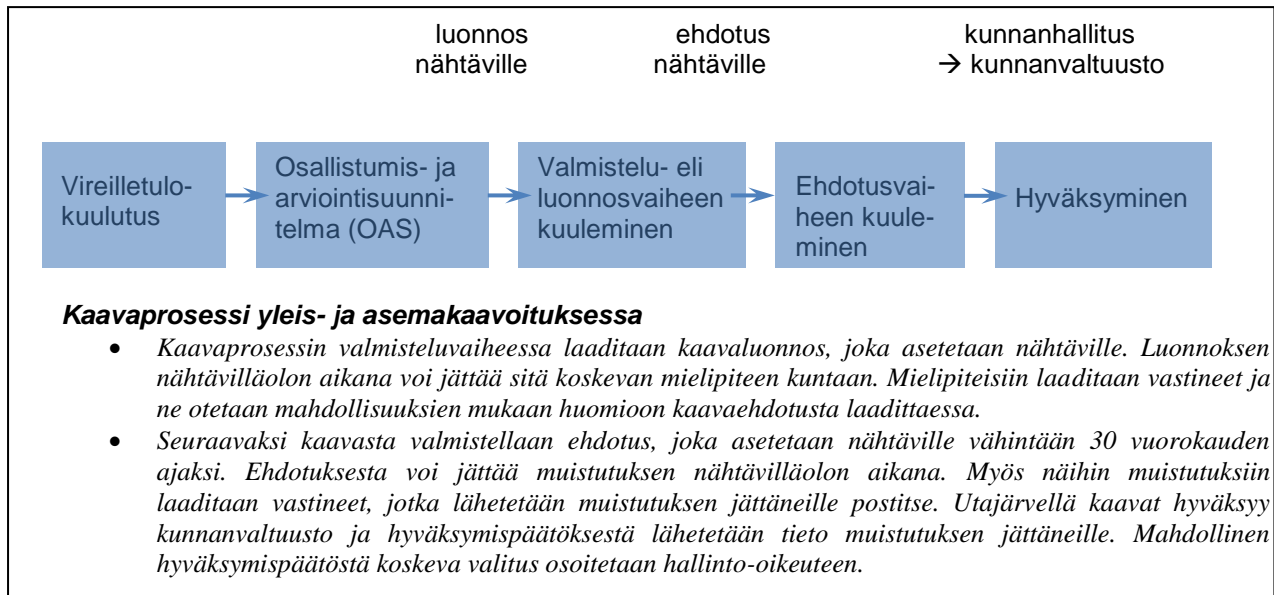 luonnos
nähtäville
ehdotus
nähtäville
kunnanhallitus
→ kunnanvaltuusto
Vireilletulo-
kuulutus
Osallistumis- ja
arviointisuunni-
telma (OAS)
Valmistelu- eli
luonnosvaiheen
kuuleminen
Ehdotusvai-
heen kuule-
minen
Hyväksyminen
Kaavaprosessi yleis- ja asemakaavoituksessa
• Kaavaprosessin valmisteluvaiheessa laaditaan kaavaluonnos, joka asetetaan nähtäville. Luonnoksen
nähtävilläolon aikana voi jättää sitä koskevan mielipiteen kuntaan. Mielipiteisiin laaditaan vastineet ja
ne otetaan mahdollisuuksien mukaan huomioon kaavaehdotusta laadittaessa.
• Seuraavaksi kaavasta valmistellaan ehdotus, joka asetetaan nähtäville vähintään 30 vuorokauden
ajaksi. Ehdotuksesta voi jättää muistutuksen nähtävilläolon aikana. Myös näihin muistutuksiin
laaditaan vastineet, jotka lähetetään muistutuksen jättäneille postitse. Utajärvellä kaavat hyväksyy
kunnanvaltuusto ja hyväksymispäätöksestä lähetetään tieto muistutuksen jättäneille. Mahdollinen
hyväksymispäätöstä koskeva valitus osoitetaan hallinto-oikeuteen.